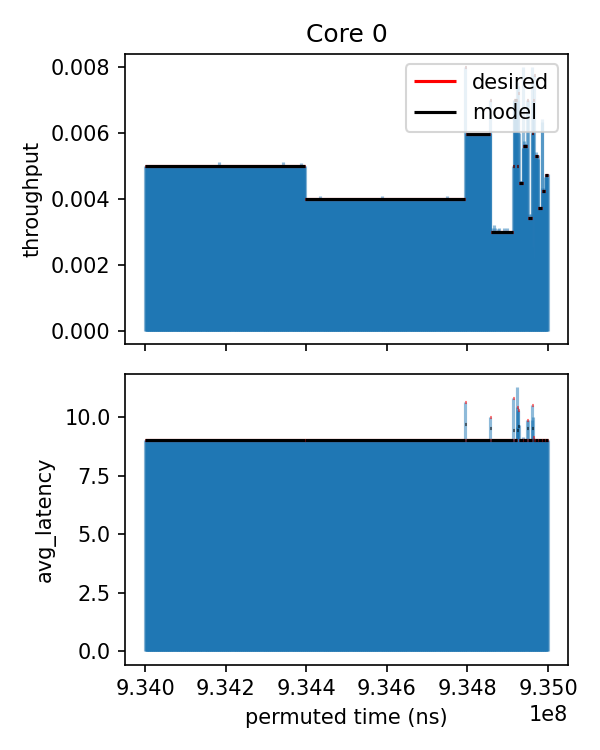 Core 0
throughput
0.008
0.006
0.004
0.002
0.000
desired
model
avg_latency
10.0
7.5
5.0
2.5
0.0
9.340 9.342 9.344 9.346 9.348 9.350
permuted time (ns)
1e8